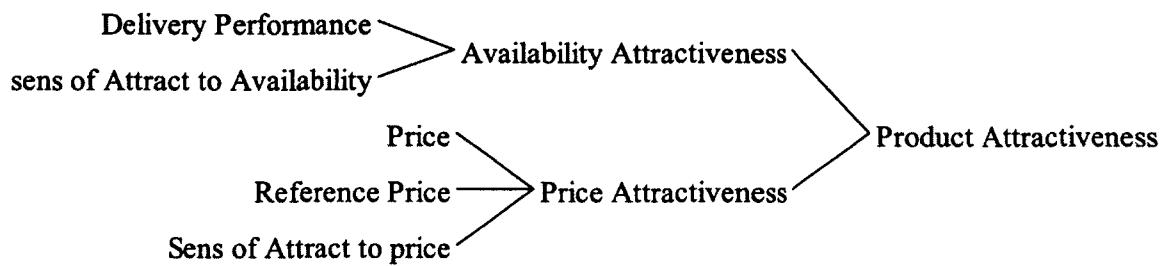 Delivery Performance
Availability Attractiveness
sens of Attract to Availability
Price
Product Attractiveness
Reference Price
Price Attractiveness
Sens of Attract to price